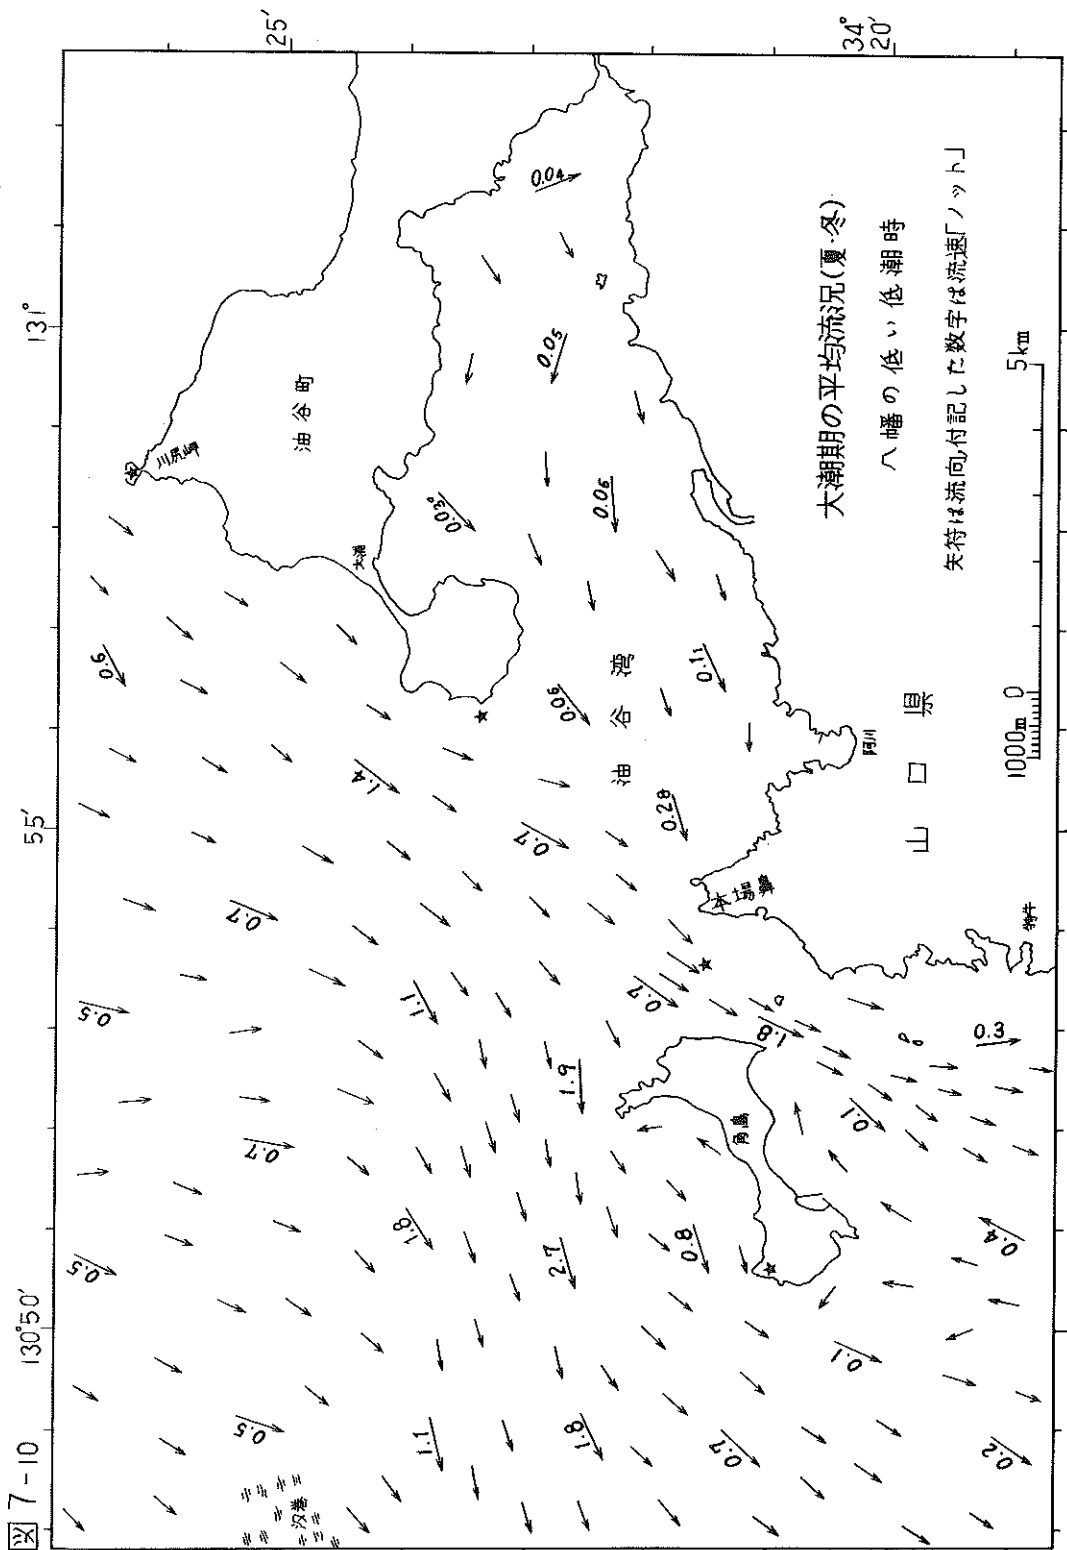 図 7-10
130°50′
55′
131°
25′
34°
20′
川尻岬
油谷町
大浦
油谷湾
本場鼻
阿川
特牛
角島
山口県
汐巻
大潮期の平均流況(夏・冬)
八幡の低い低潮時
矢符は流向,付記した数字は流速「ノット」
1000m 0 5km
0.6
1.4
0.7
0.7
0.5
0.7
0.5
0.5
1.1
1.9
1.8
2.7
1.1
1.8
0.8
0.7
0.7
1.8
0.3
0.1
0.4
0.1
0.2
0.04
0.05
0.06
0.06
0.11
0.28